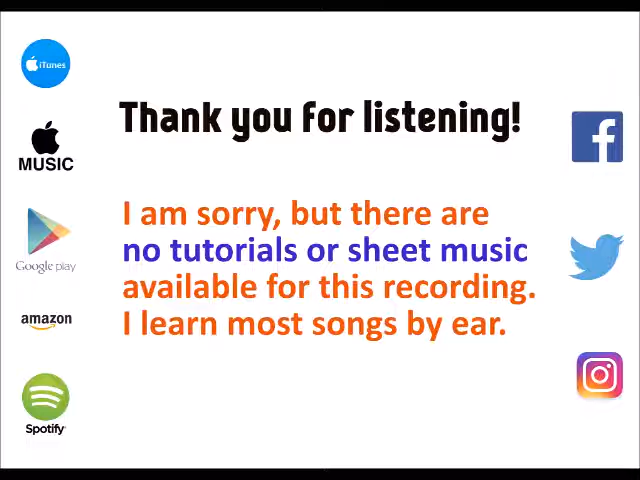 iTunes
Thank you for listening!
MUSIC
I am sorry, but there are
no tutorials or sheet music
Google play
available for this recording.
amazon
I learn most songs by ear.
Spotify